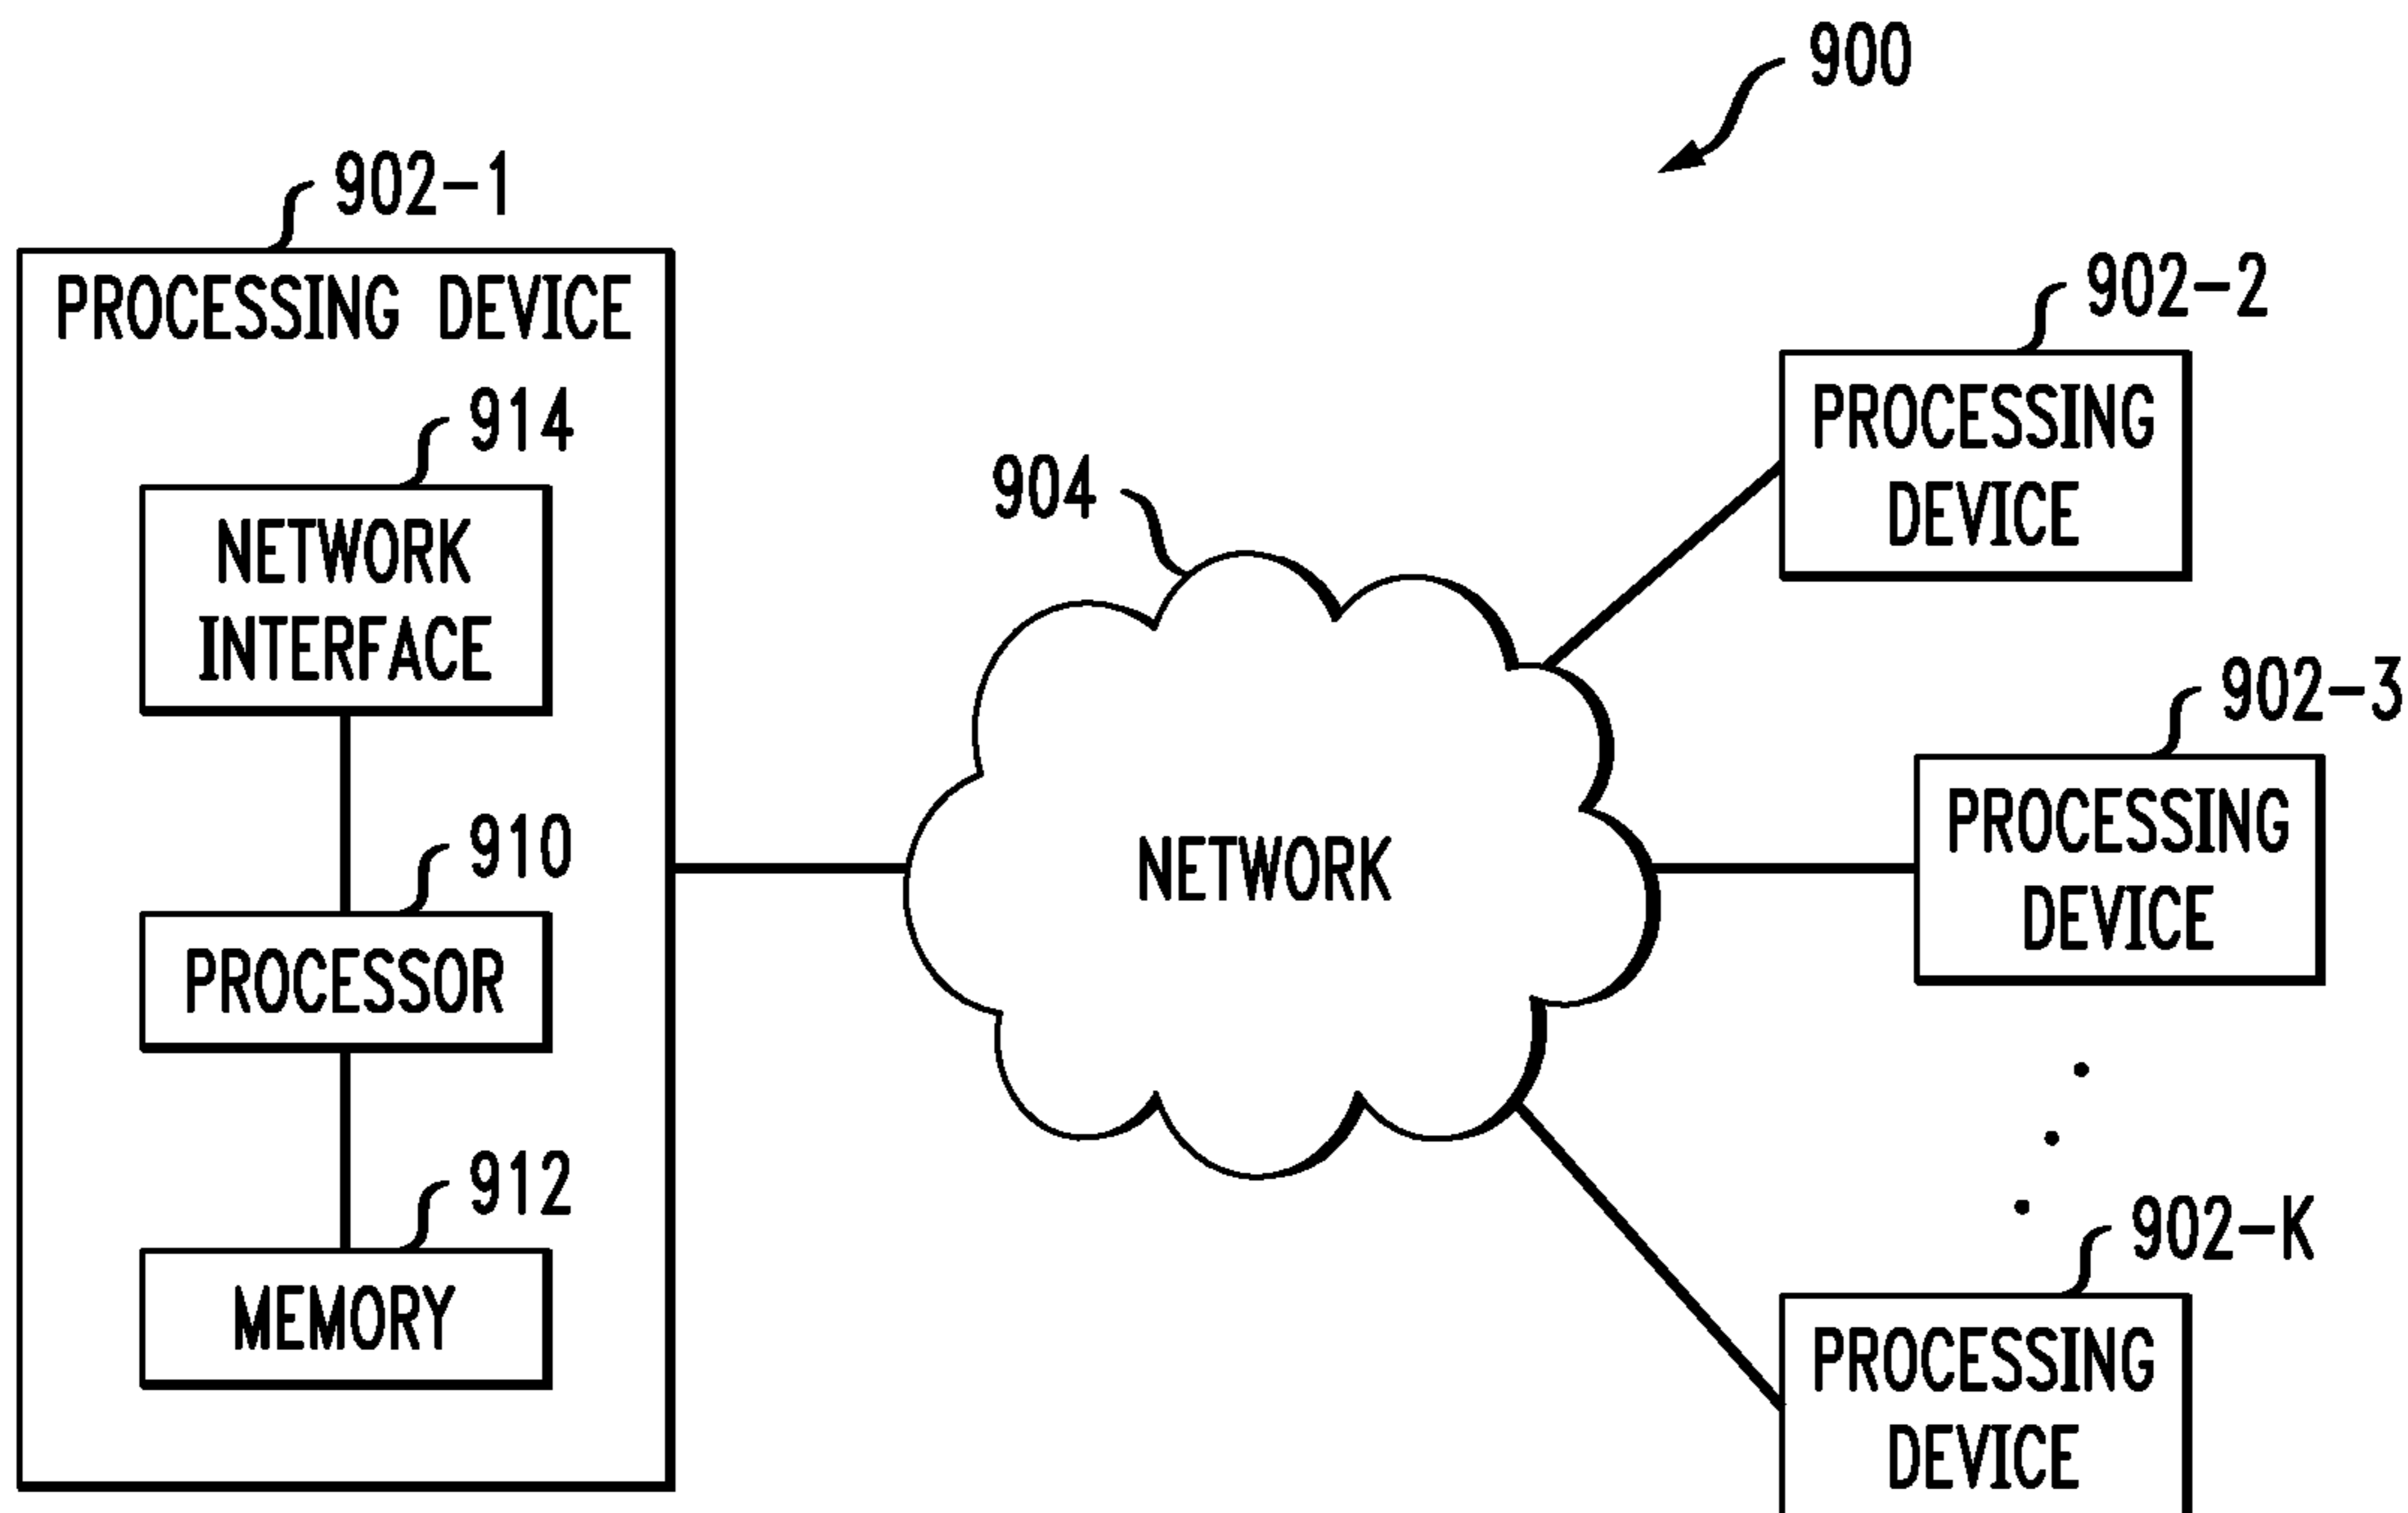 900
902-1
PROCESSING DEVICE
914
NETWORK
INTERFACE
910
PROCESSOR
912
MEMORY
904
NETWORK
902-2
PROCESSING
DEVICE
902-3
PROCESSING
DEVICE
902-K
PROCESSING
DEVICE